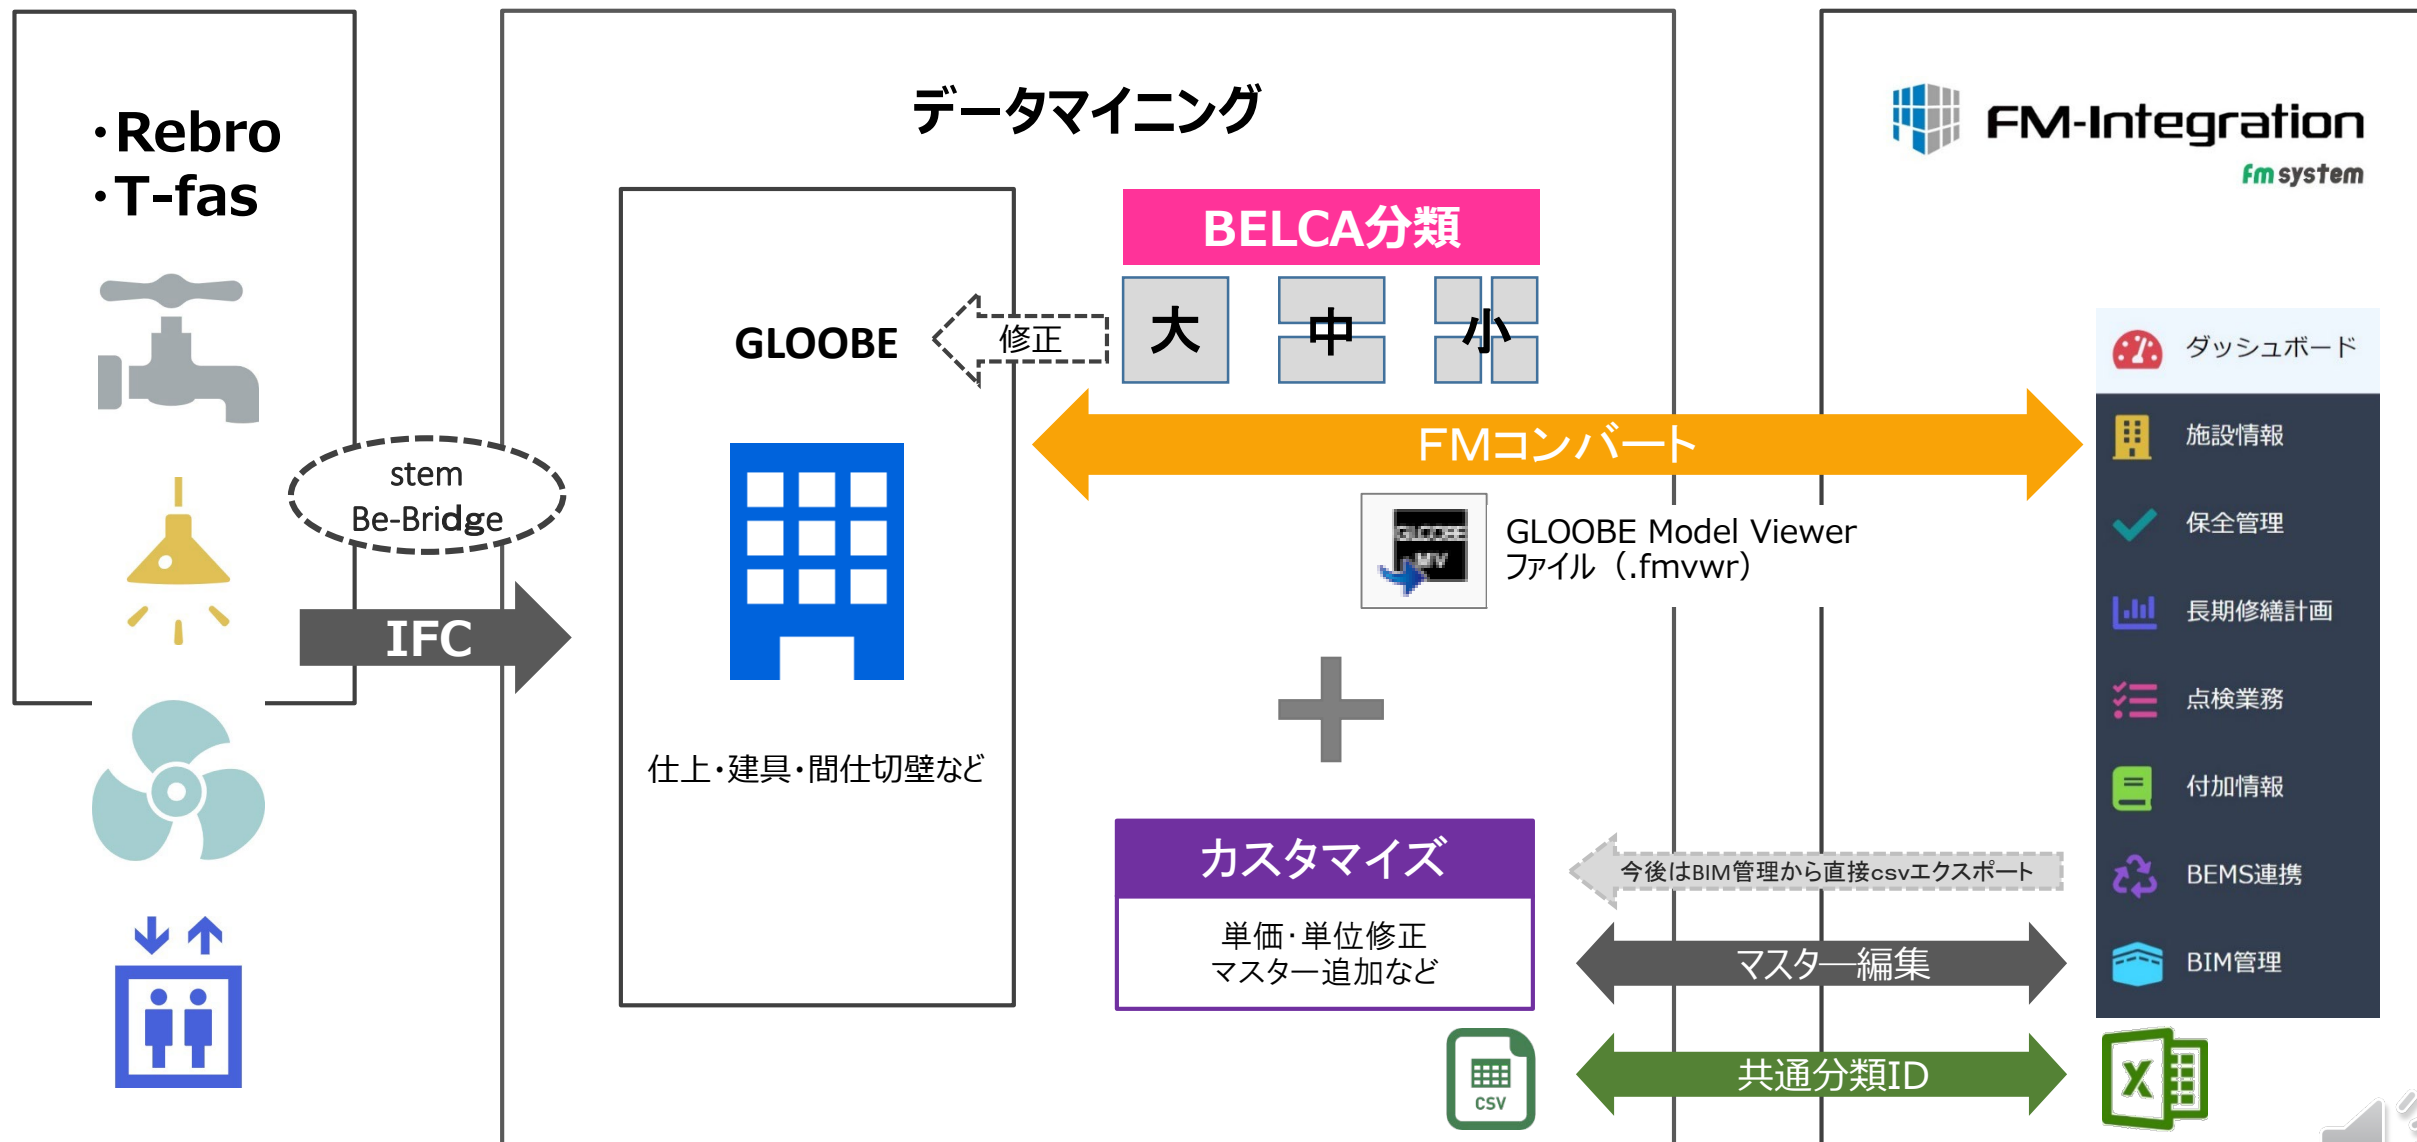 ・Rebro
・T-fas
stem
Be-Bridge
IFC
データマイニング
GLOOBE
仕上・建具・間仕切壁など
修正
BELCA分類
大 中 小
FMコンバート
GLOOBE
MV
GLOOBE Model Viewer
ファイル（.fmvwr）
カスタマイズ
単価・単位修正
マスター追加など
CSV
今後はBIM管理から直接csvエクスポート
マスター編集
共通分類ID
FM-Integration
fm system
ダッシュボード
施設情報
保全管理
長期修繕計画
点検業務
付加情報
BEMS連携
BIM管理
X